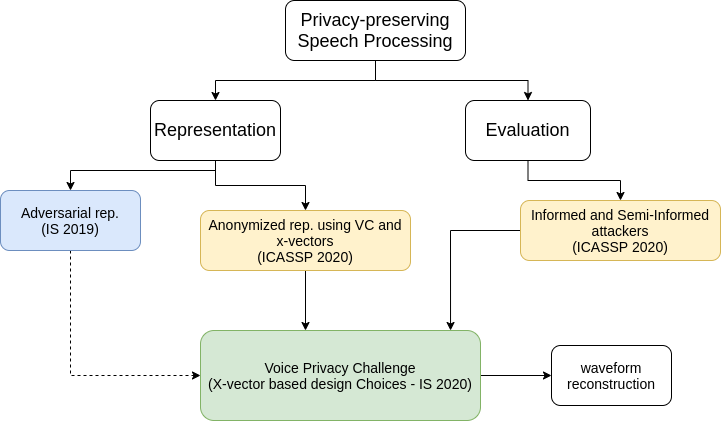 Privacy-preserving
Speech Processing
Representation
Evaluation
Adversarial rep.
(IS 2019)
Anonymized rep. using VC and
x-vectors
(ICASSP 2020)
Informed and Semi-Informed
attackers
(ICASSP 2020)
Voice Privacy Challenge
(X-vector based design Choices - IS 2020)
waveform
reconstruction